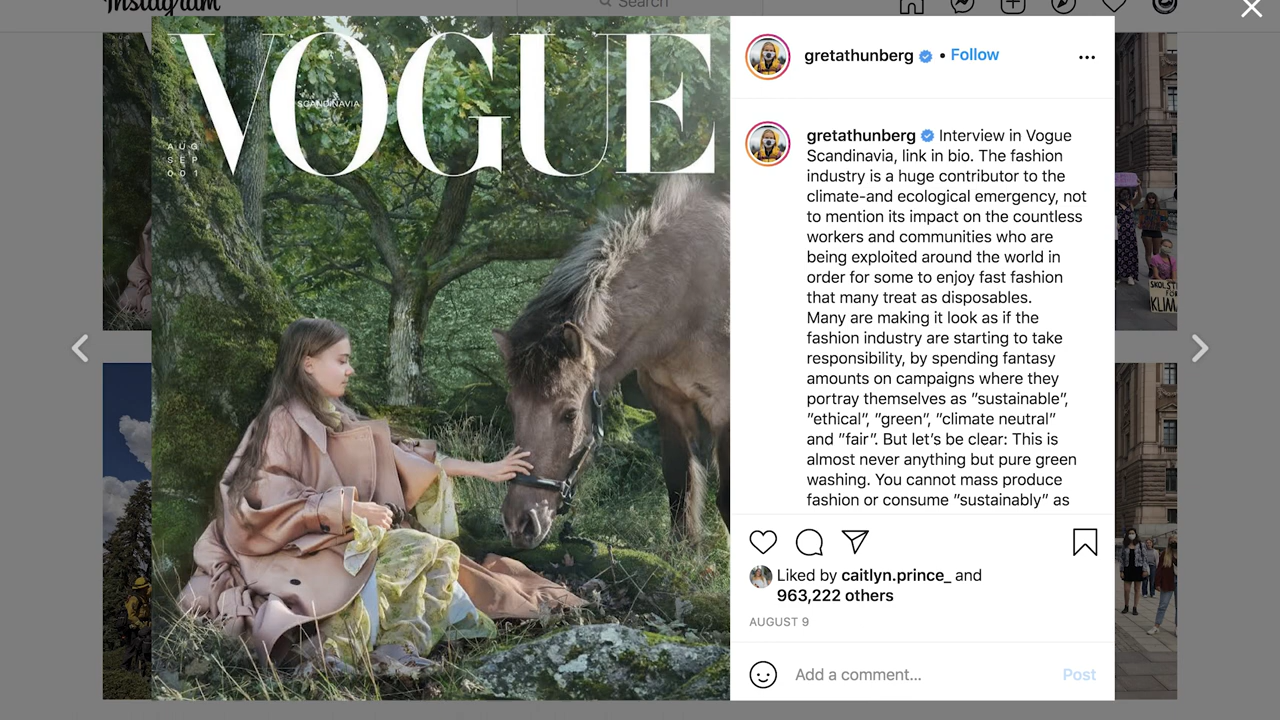 Instagram
Search
VOGUE
SCANDINAVIA
AUG
SEP
001
gretathunberg • Follow
gretathunberg Interview in Vogue
Scandinavia, link in bio. The fashion
industry is a huge contributor to the
climate-and ecological emergency, not
to mention its impact on the countless
workers and communities who are
being exploited around the world in
order for some to enjoy fast fashion
that many treat as disposables.
Many are making it look as if the
fashion industry are starting to take
responsibility, by spending fantasy
amounts on campaigns where they
portray themselves as ”sustainable”,
”ethical”, ”green”, ”climate neutral”
and ”fair”. But let’s be clear: This is
almost never anything but pure green
washing. You cannot mass produce
fashion or consume ”sustainably” as
Liked by caitlyn.prince_ and
963,222 others
AUGUST 9
Add a comment...
Post